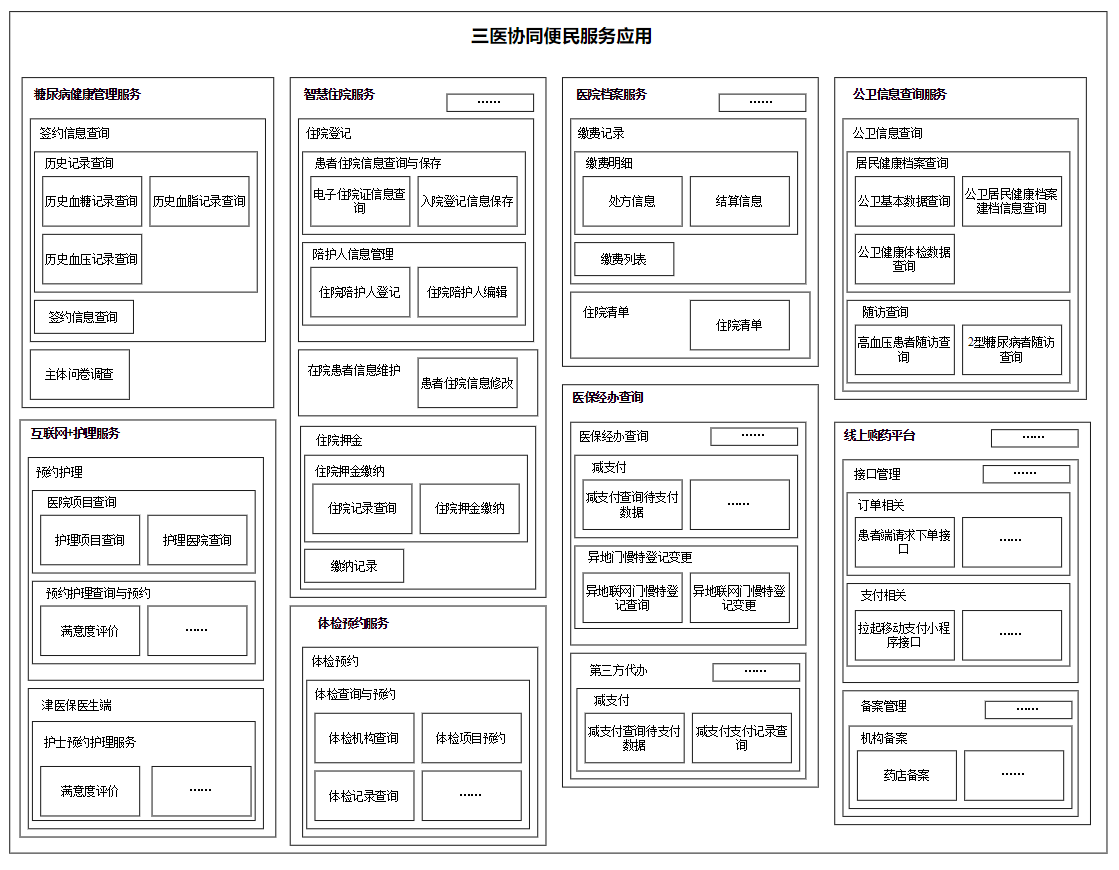 三医协同便民服务应用
糖尿病健康管理服务
签约信息查询
历史记录查询
历史血糖记录查询
历史血脂记录查询
历史血压记录查询
签约信息查询
主体问卷调查
互联网+护理服务
预约护理
医院项目查询
护理项目查询
护理医院查询
预约护理查询与预约
满意度评价
......
津医保医生端
护士预约护理服务
满意度评价
......
智慧住院服务
......
住院登记
患者住院信息查询与保存
电子住院证信息查
询
入院登记信息保存
陪护人信息管理
住院陪护人登记
住院陪护人编辑
在院患者信息维护
患者住院信息修改
住院押金
住院押金缴纳
住院记录查询
住院押金缴纳
缴纳记录
体检预约服务
体检预约
体检查询与预约
体检机构查询
体检项目预约
体检记录查询
......
医院档案服务
......
缴费记录
缴费明细
处方信息
结算信息
缴费列表
住院清单
住院清单
医保经办查询
医保经办查询
......
减支付
减支付查询待支付
数据
......
异地门慢特登记变更
异地联网门慢特登
记查询
异地联网门慢特登
记变更
第三方代办
......
减支付
减支付查询待支付
数据
减支付支付记录查
询
公卫信息查询服务
公卫信息查询
居民健康档案查询
公卫基本数据查询
公卫居民健康档案
建档信息查询
公卫健康体检数据
查询
随访查询
高血压患者随访查
询
2型糖尿病者随访
查询
线上购药平台
......
接口管理
......
订单相关
患者端请求下单接
口
......
支付相关
拉起移动支付小程
序接口
......
备案管理
......
机构备案
药店备案
......